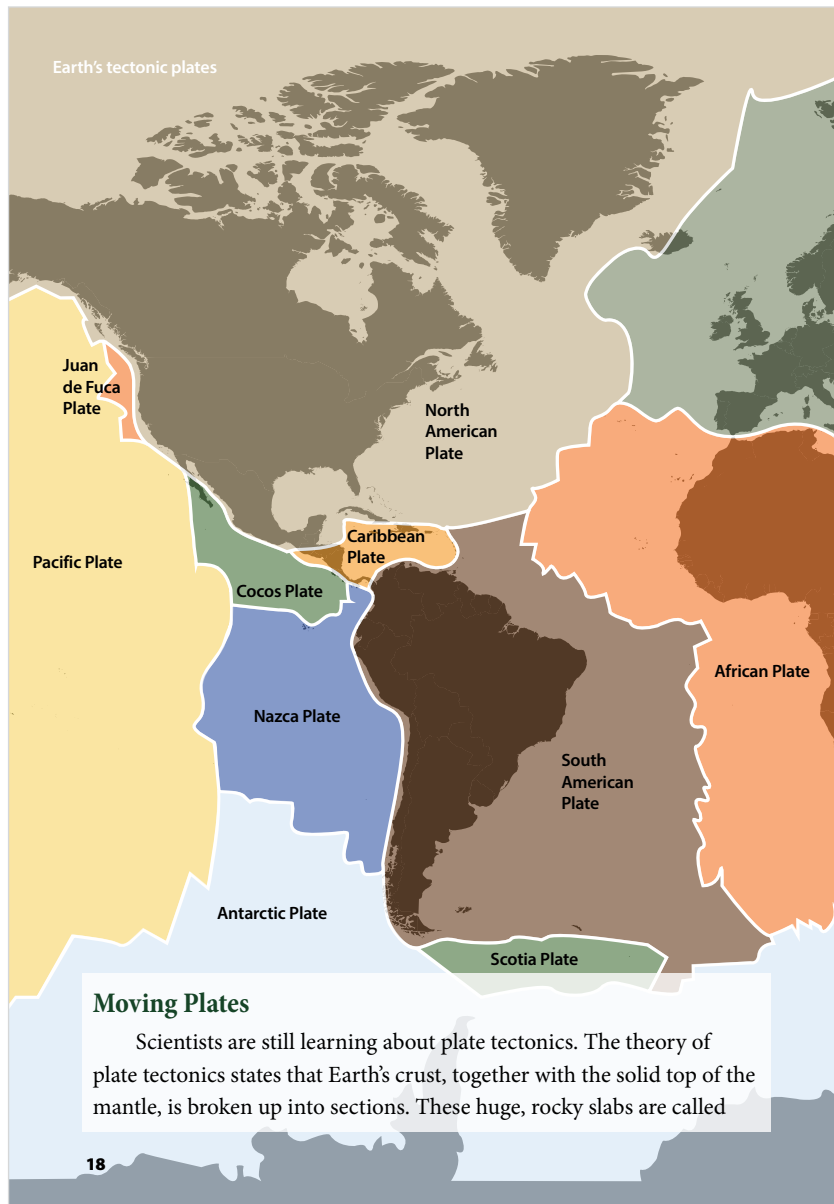 Earth's tectonic plates
Juan
de Fuca
Plate
North
American
Plate
Caribbean
Plate
Pacific Plate
Cocos Plate
African Plate
Nazca Plate
South
American
Plate
Antarctic Plate
Scotia Plate
Moving Plates
Scientists are still learning about plate tectonics. The theory of
plate tectonics states that Earth's crust, together with the solid top of the
mantle, is broken up into sections. These huge, rocky slabs are called
18